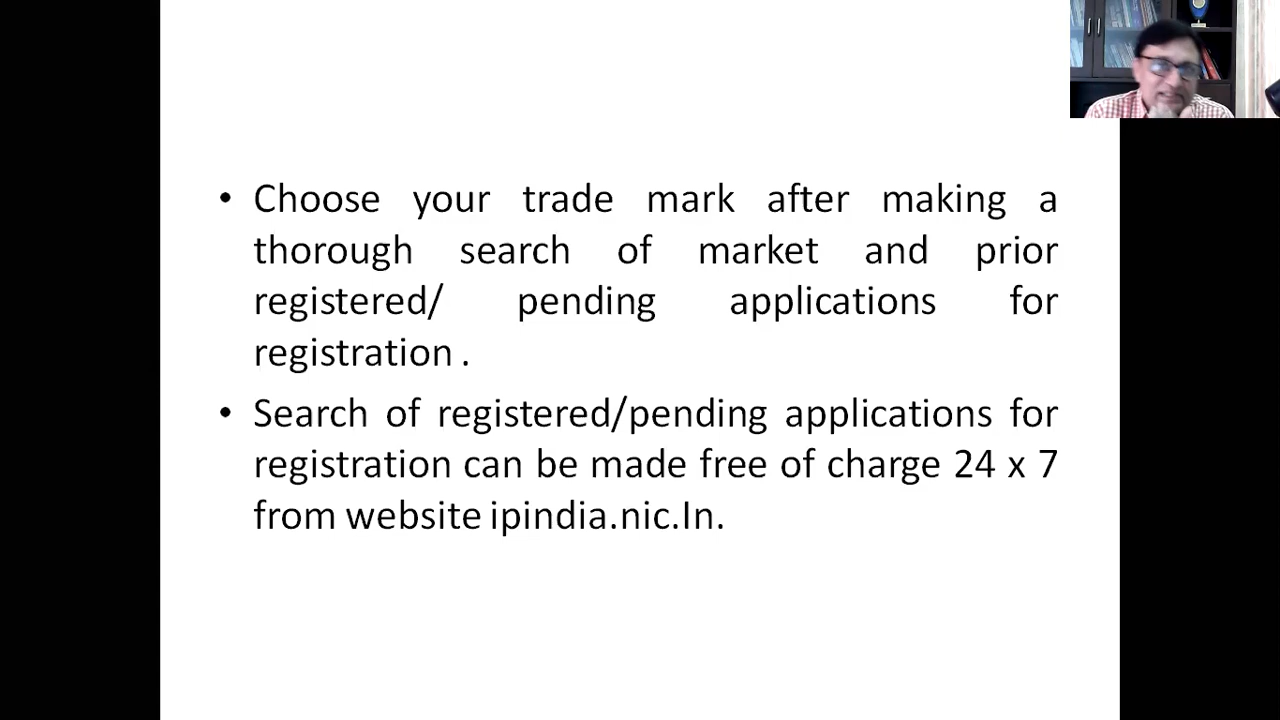 • Choose your trade mark after making a
thorough search of market and prior
registered/ pending applications for
registration .
• Search of registered/pending applications for
registration can be made free of charge 24 x 7
from website ipindia.nic.In.